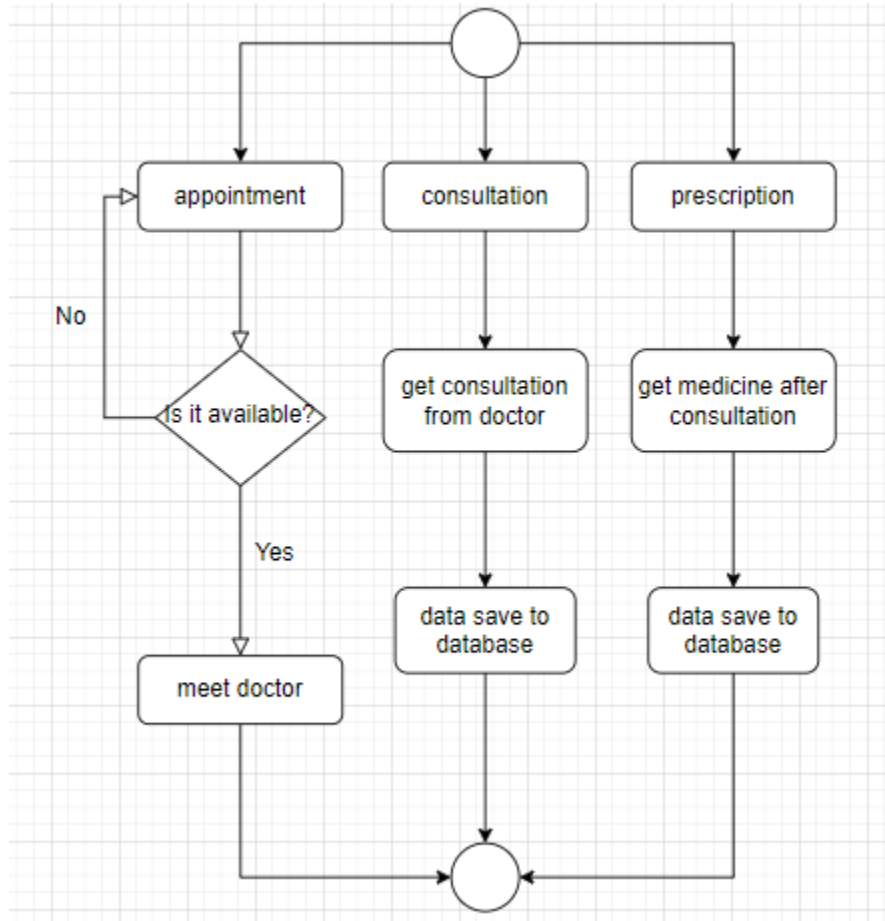 appointment
consultation
prescription
No
Is it available?
get consultation
from doctor
get medicine after
consultation
Yes
data save to
database
data save to
database
meet doctor